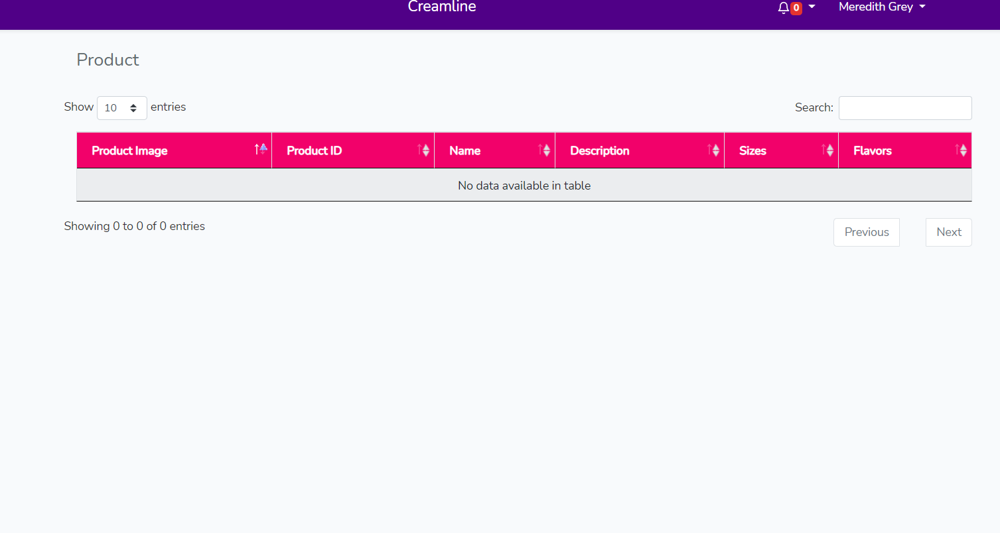 Creamline
0
Meredith Grey
Product
Show 10 entries
Search:
Product Image Product ID Name Description Sizes Flavors
No data available in table
Showing 0 to 0 of 0 entries
Previous Next